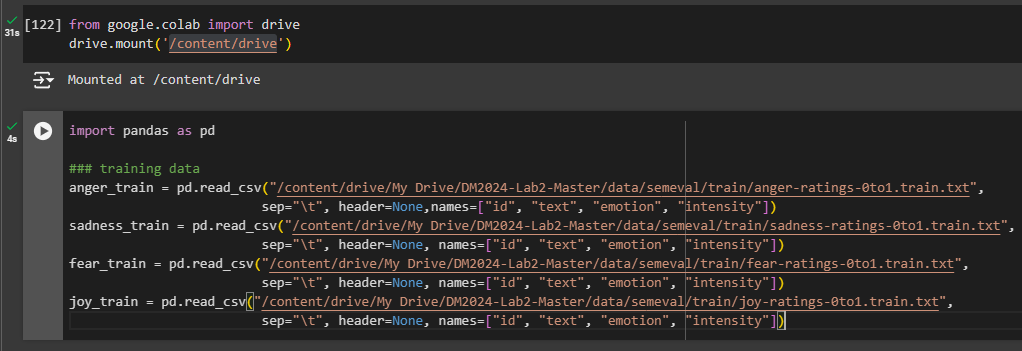 [122] from google.colab import drive
31s
drive.mount('/content/drive')
Mounted at /content/drive
4s
import pandas as pd
### training data
anger_train = pd.read_csv("/content/drive/My Drive/DM2024-Lab2-Master/data/semeval/train/anger-ratings-0to1.train.txt",
sep="\t", header=None,names=["id", "text", "emotion", "intensity"])
sadness_train = pd.read_csv("/content/drive/My Drive/DM2024-Lab2-Master/data/semeval/train/sadness-ratings-0to1.train.txt",
sep="\t", header=None, names=["id", "text", "emotion", "intensity"])
fear_train = pd.read_csv("/content/drive/My Drive/DM2024-Lab2-Master/data/semeval/train/fear-ratings-0to1.train.txt",
sep="\t", header=None, names=["id", "text", "emotion", "intensity"])
joy_train = pd.read_csv("/content/drive/My Drive/DM2024-Lab2-Master/data/semeval/train/joy-ratings-0to1.train.txt",
sep="\t", header=None, names=["id", "text", "emotion", "intensity"])